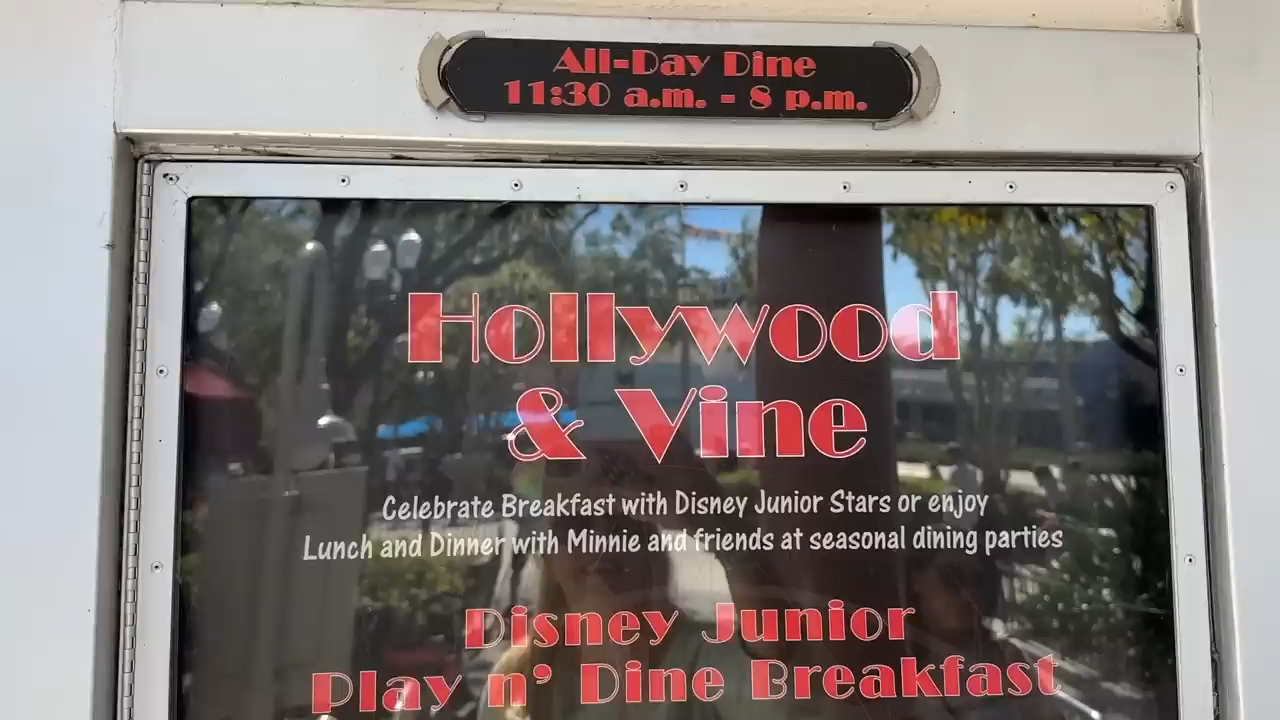 All-Day Dine
11:30 a.m. - 8 p.m.
Hollywood
& Vine
Celebrate Breakfast with Disney Junior Stars or enjoy
Lunch and Dinner with Minnie and friends at seasonal dining parties
Disney Junior
Play n' Dine Breakfast